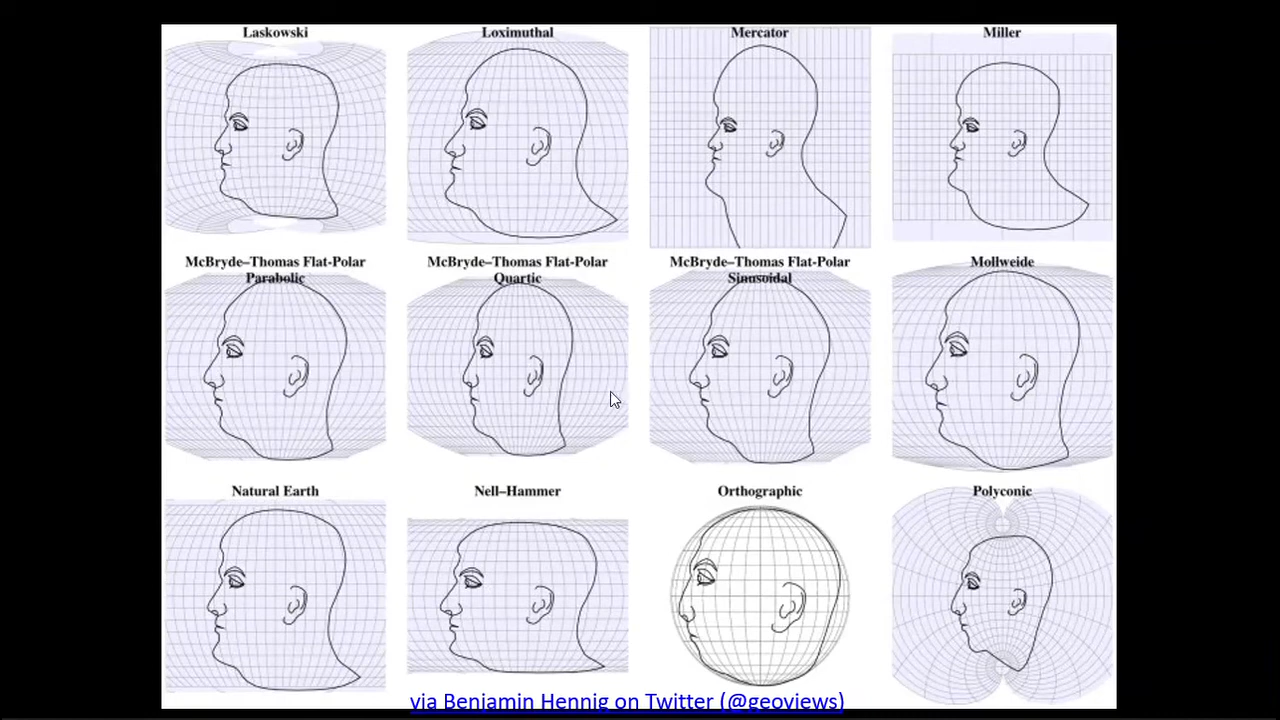 Laskowski
Loximuthal
Mercator
Miller
McBryde–Thomas Flat-Polar
Parabolic
McBryde–Thomas Flat-Polar
Quartic
McBryde–Thomas Flat-Polar
Sinusoidal
Mollweide
Natural Earth
Nell–Hammer
Orthographic
Polyconic
via Benjamin Hennig on Twitter (@geoviews)